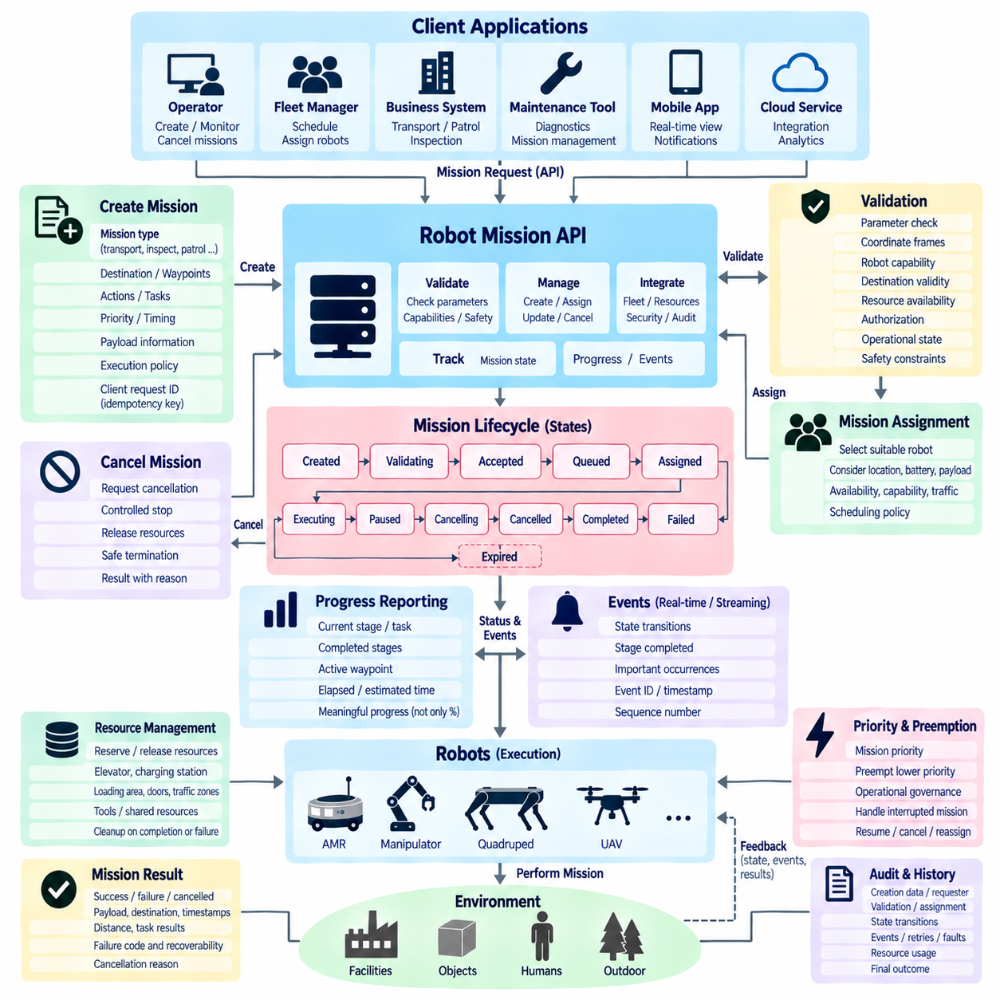 Client Applications
Operator
Create / Monitor
Cancel missions
Fleet Manager
Schedule
Assign robots
Business System
Transport / Patrol
Inspection
Maintenance Tool
Diagnostics
Mission management
Mobile App
Real-time view
Notifications
Cloud Service
Integration
Analytics
Mission Request (API)
Create Mission
Mission type
(transport, inspect, patrol ...)
Destination / Waypoints
Actions / Tasks
Priority / Timing
Payload information
Execution policy
Client request ID
(idempotency key)
Create
Robot Mission API
Validate
Check parameters
Capabilities / Safety
Manage
Create / Assign
Update / Cancel
Integrate
Fleet / Resources
Security / Audit
Track Mission state
Progrress / Events
Validate
Validation
Parameter check
Coordinate frames
Robot capability
Destination validity
Resource availability
Authorization
Operational state
Safety constraints
Assign
Mission Assignment
Select suitable robot
Consider location, battery, payload
Availability, capability, traffic
Scheduling policy
Cancel Mission
Request cancellation
Controlled stop
Release resources
Safe termination
Result with reason
Cancel
Mission Lifecycle (States)
Created
Validating
Accepted
Queued
Assigned
Executing
Paused
Cancelling
Cancelled
Completed
Failed
Expired
Progress Reporting
Current stage / task
Completed stages
Active waypoint
Elapsed / estimated time
Meaningful progress (not only %)
Status &
Events
Events (Real-time / Streaming)
State transitions
Stage completed
Important occurrences
Event ID / timestamp
Sequence number
Resource Management
Reserve / release resources
Elevator, charging station
Loading area, doors, traffic zones
Tools / shared resources
Cleanup on completion or failure
Robots (Execution)
AMR
Manipulator
Quadruped
UAV
...
Priority & Preemption
Mission priority
Preempt lower priority
Operational governance
Handle interrupted mission
Resume / cancel / reassign
Feedback
(state, events,
results)
Perform Mission
Mission Result
Success / failure / cancelled
Payload, destination, timestamps
Distance, task results
Failure code and recoverability
Cancellation reason
Environment
Facilities
Objects
Humans
Outdoor
Audit & History
Creation data / requester
Validation / assignment
State transitions
Events / retries / faults
Resource usage
Final outcome